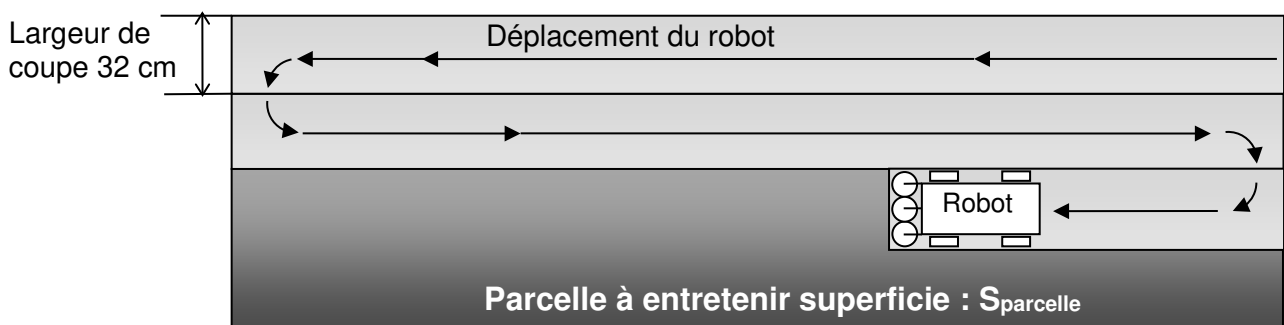 Largeur de
coupe 32 cm
Déplacement du robot
Robot
Parcelle à entretenir superficie : Sparcelle